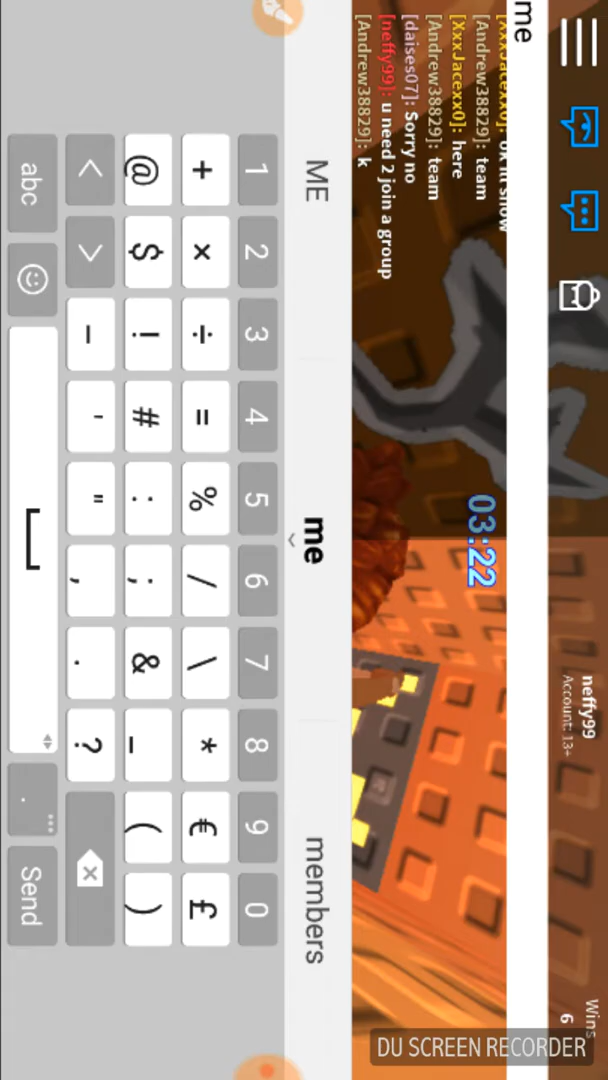 neffy99
Account: 13+
Wins
6
me
[Andrew38829]: team
[XxxJacexx0]: here
[Andrew38829]: team
[daises07]: Sorry no
[neffy99]: u need 2 join a group
[Andrew38829]: k
03:22
ME me members
1 2 3 4 5 6 7 8 9 0
+ × ÷ = % / \ * € £
@ $ ! # : ; & _ ( )
< > - ' " , . ?
abc . Send
DU SCREEN RECORDER